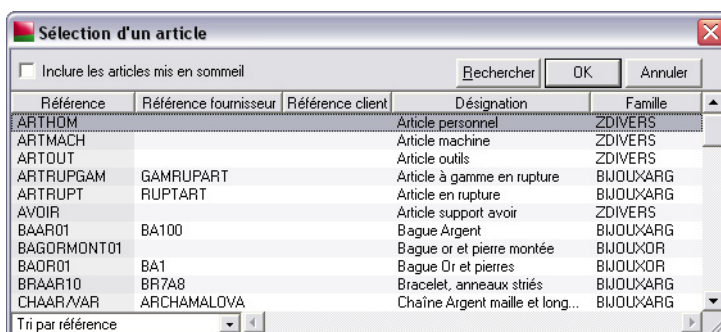 Sélection d'un article
Inclure les articles mis en sommeil Rechercher OK Annuler
Référence Référence fournisseur Référence client Désignation Famille
ARTHOM Article personnel ZDIVERS
ARTMACH Article machine ZDIVERS
ARTOUT Article outils ZDIVERS
ARTRUPGAM GAMRUPART Article à gamme en rupture BIJOUXARG
ARTRUPT RUPTART Article en rupture BIJOUXARG
AVOIR Article support avoir ZDIVERS
BAAR01 BA100 Bague Argent BIJOUXARG
BAGORMONT01 Bague or et pierre montée BIJOUXOR
BAOR01 BA1 Bague Or et pierres BIJOUXOR
BRAAR10 BR7A8 Bracelet, anneaux striés BIJOUXARG
CHAAR/VAR ARCHAMALOVA Chaîne Argent maille et long... BIJOUXARG
Tri par référence